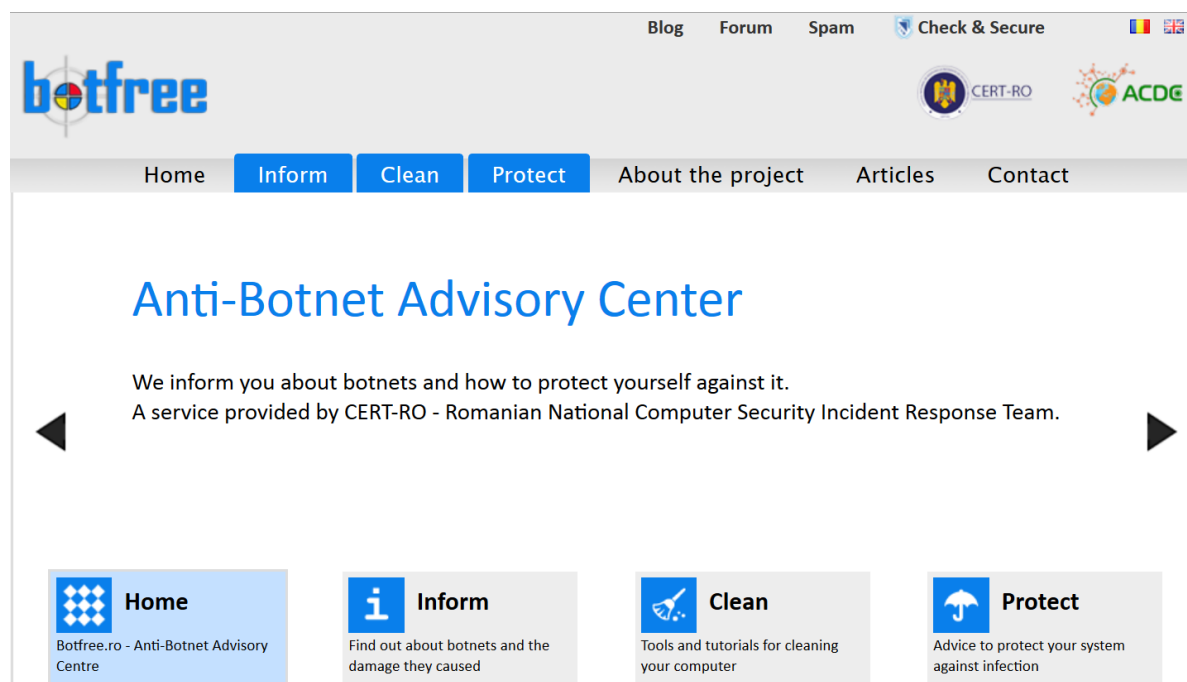 Blog Forum Spam Check & Secure
botfree
CERT-RO
ACDC
Home Inform Clean Protect About the project Articles Contact
Anti-Botnet Advisory Center
We inform you about botnets and how to protect yourself against it.
A service provided by CERT-RO - Romanian National Computer Security Incident Response Team.
Home
Botfree.ro - Anti-Botnet Advisory
Centre
Inform
Find out about botnets and the
damage they caused
Clean
Tools and tutorials for cleaning
your computer
Protect
Advice to protect your system
against infection